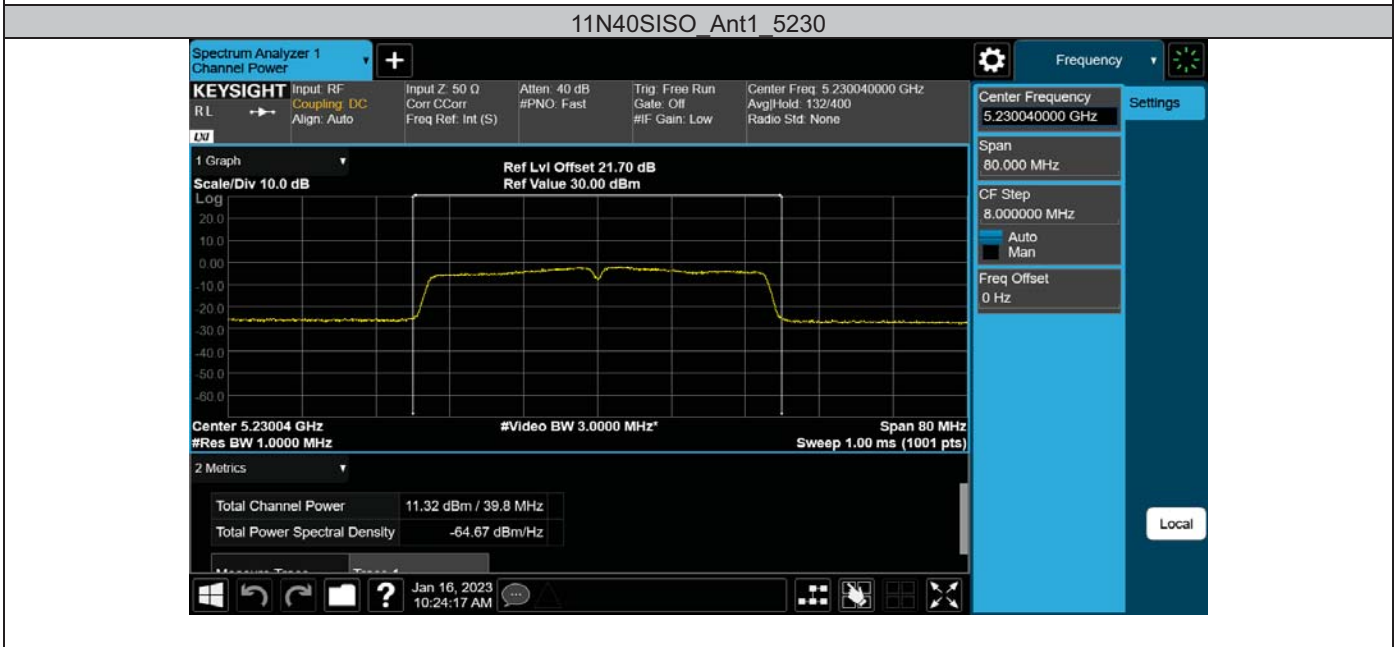 11N40SISO_Ant1_5230
Spectrum Analyzer 1
Channel Power
Frequency
KEYSIGHT
RL
LXI
Input: RF
Coupling: DC
Align: Auto
Input Z: 50 Ω
Corr CCorr
Freq Ref: Int (S)
Atten: 40 dB
#PNO: Fast
Trig: Free Run
Gate: Off
#IF Gain: Low
Center Freq: 5.230040000 GHz
Avg|Hold: 132/400
Radio Std: None
1 Graph
Scale/Div 10.0 dB
Ref Lvl Offset 21.70 dB
Ref Value 30.00 dBm
Log
20.0
10.0
0.00
-10.0
-20.0
-30.0
-40.0
-50.0
-60.0
Center 5.23004 GHz
#Res BW 1.0000 MHz
#Video BW 3.0000 MHz*
Span 80 MHz
Sweep 1.00 ms (1001 pts)
2 Metrics
Total Channel Power 11.32 dBm / 39.8 MHz
Total Power Spectral Density -64.67 dBm/Hz
Jan 16, 2023
10:24:17 AM
Center Frequency
5.230040000 GHz
Settings
Span
80.000 MHz
CF Step
8.000000 MHz
Auto
Man
Freq Offset
0 Hz
Local